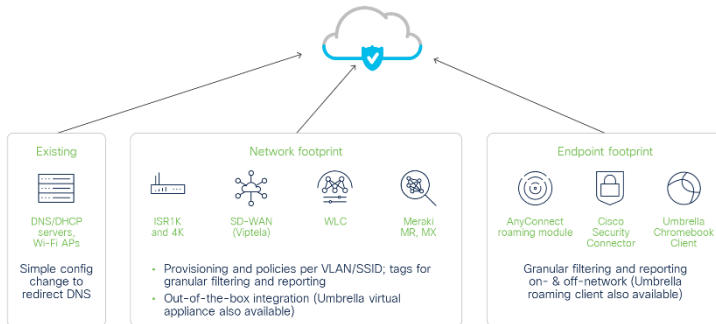 Existing
DNS/DHCP
servers,
Wi-Fi APs
Simple config
change to
redirect DNS
Network footprint
ISR1K
and 4K
SD-WAN
(Viptela)
WLC
Meraki
MR, MX
• Provisioning and policies per VLAN/SSID; tags for
granular filtering and reporting
• Out-of-the-box integration (Umbrella virtual
appliance also available)
Endpoint footprint
AnyConnect
roaming module
Cisco
Security
Connector
Umbrella
Chromebook
Client
Granular filtering and reporting
on- & off-network (Umbrella
roaming client also available)